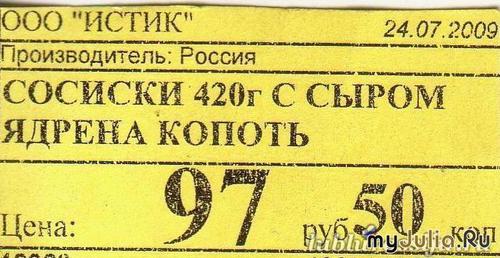 ООО "ИСТИК" 24.07.2009
Производитель: Россия
СОСИСКИ 420г С СЫРОМ
ЯДРЕНА КОПОТЬ
Цена: 97 руб 50 коп
myJulia.Ru